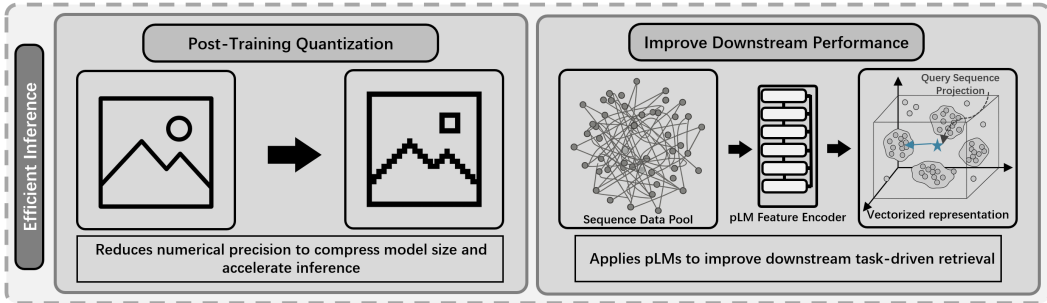 Efficient Inference
Post-Training Quantization
Reduces numerical precision to compress model size and
accelerate inference
Improve Downstream Performance
Sequence Data Pool
pLM Feature Encoder
Query Sequence
Projection
Vectorized representation
Applies pLMs to improve downstream task-driven retrieval